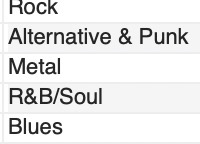 Rock
Alternative & Punk
Metal
R&B/Soul
Blues